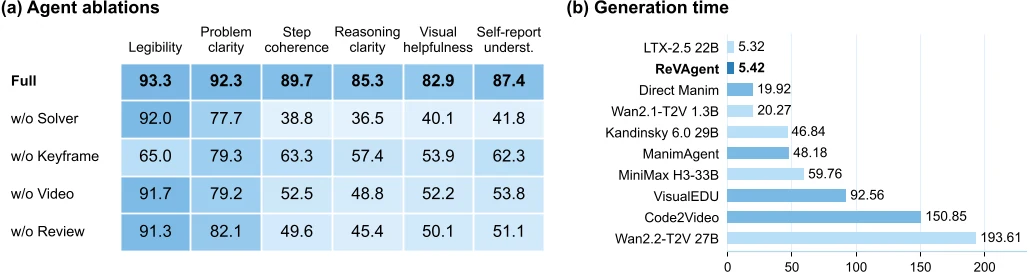 (a) Agent ablations
Legibility Problem clarity Step coherence Reasoning clarity Visual helpfulness Self-report underst.
Full 93.3 92.3 89.7 85.3 82.9 87.4
w/o Solver 92.0 77.7 38.8 36.5 40.1 41.8
w/o Keyframe 65.0 79.3 63.3 57.4 53.9 62.3
w/o Video 91.7 79.2 52.5 48.8 52.2 53.8
w/o Review 91.3 82.1 49.6 45.4 50.1 51.1
(b) Generation time
LTX-2.5 22B 5.32
ReVAgent 5.42
Direct Manim 19.92
Wan2.1-T2V 1.3B 20.27
Kandinsky 6.0 29B 46.84
ManimAgent 48.18
MiniMax H3-33B 59.76
VisualEDU 92.56
Code2Video 150.85
Wan2.2-T2V 27B 193.61
0 50 100 150 200